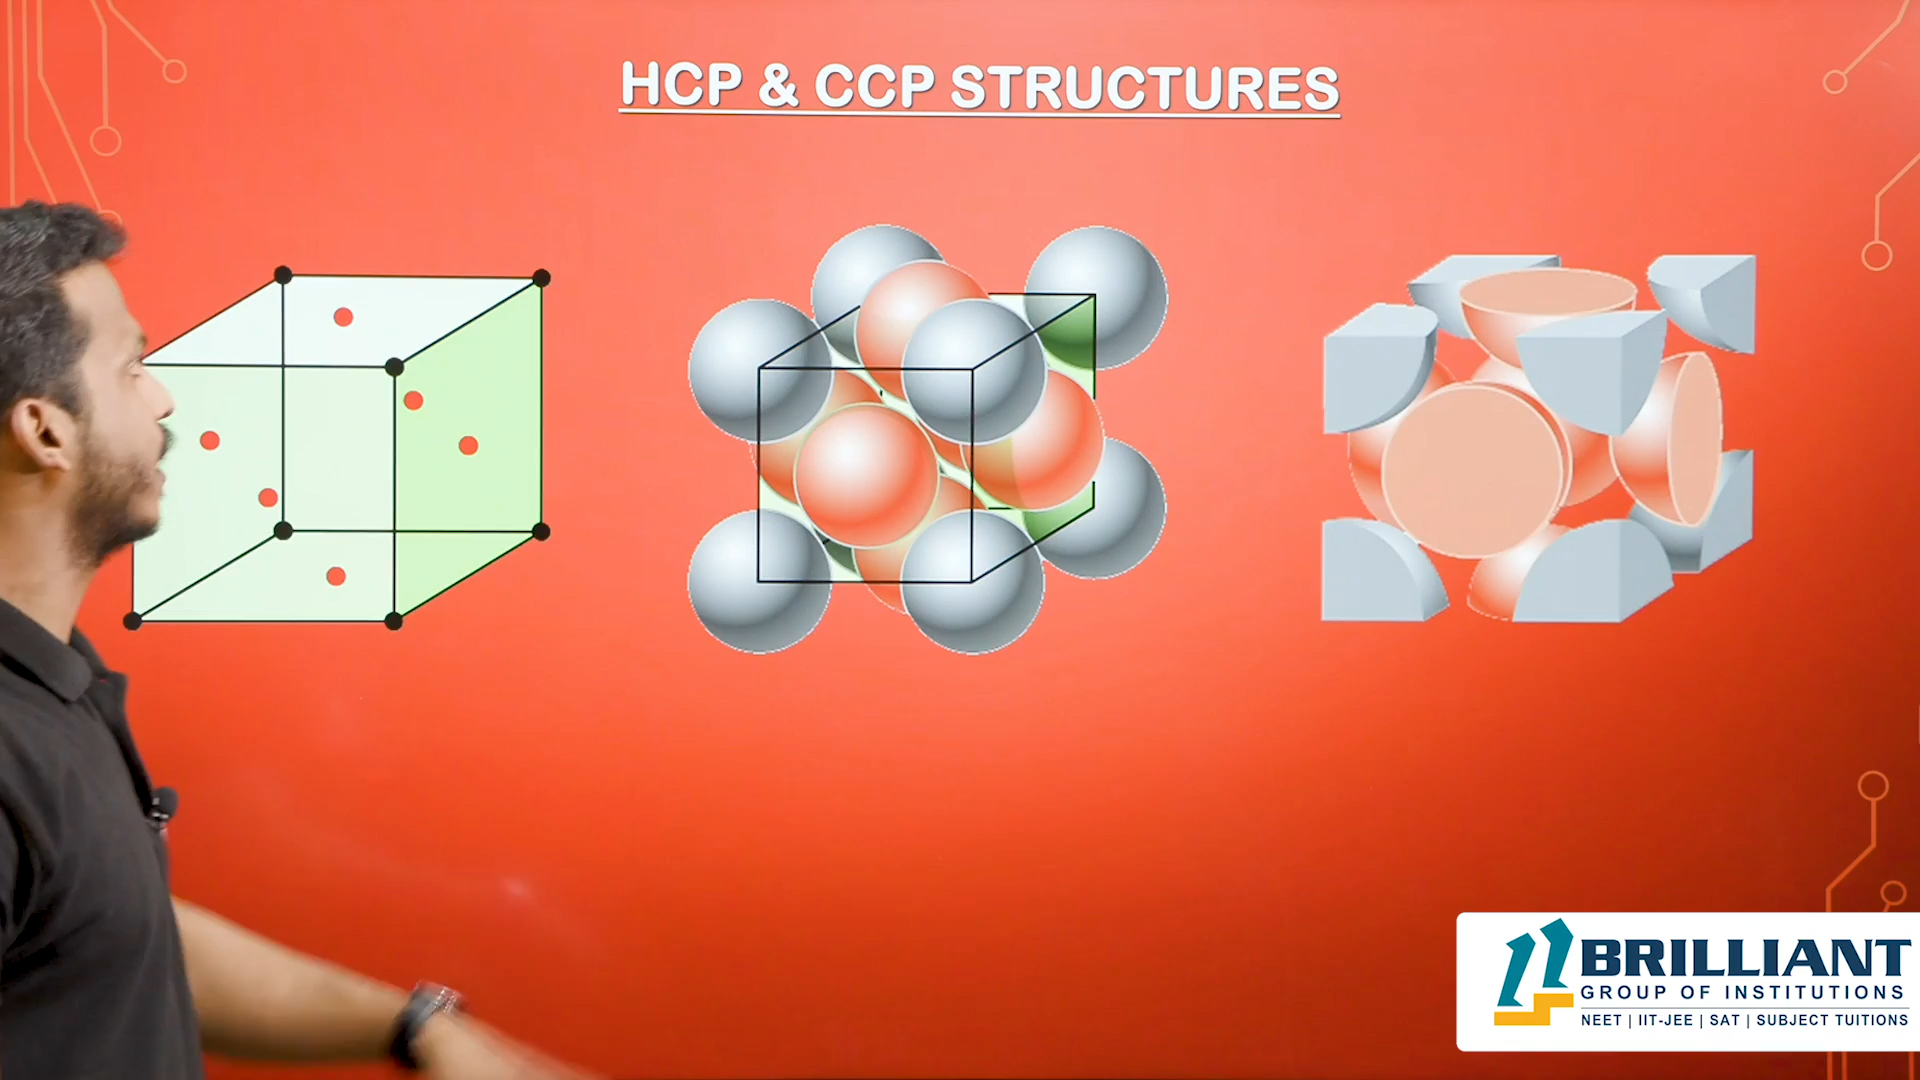 HCP & CCP STRUCTURES
BRILLIANT
GROUP OF INSTITUTIONS
NEET | IIT-JEE | SAT | SUBJECT TUITIONS